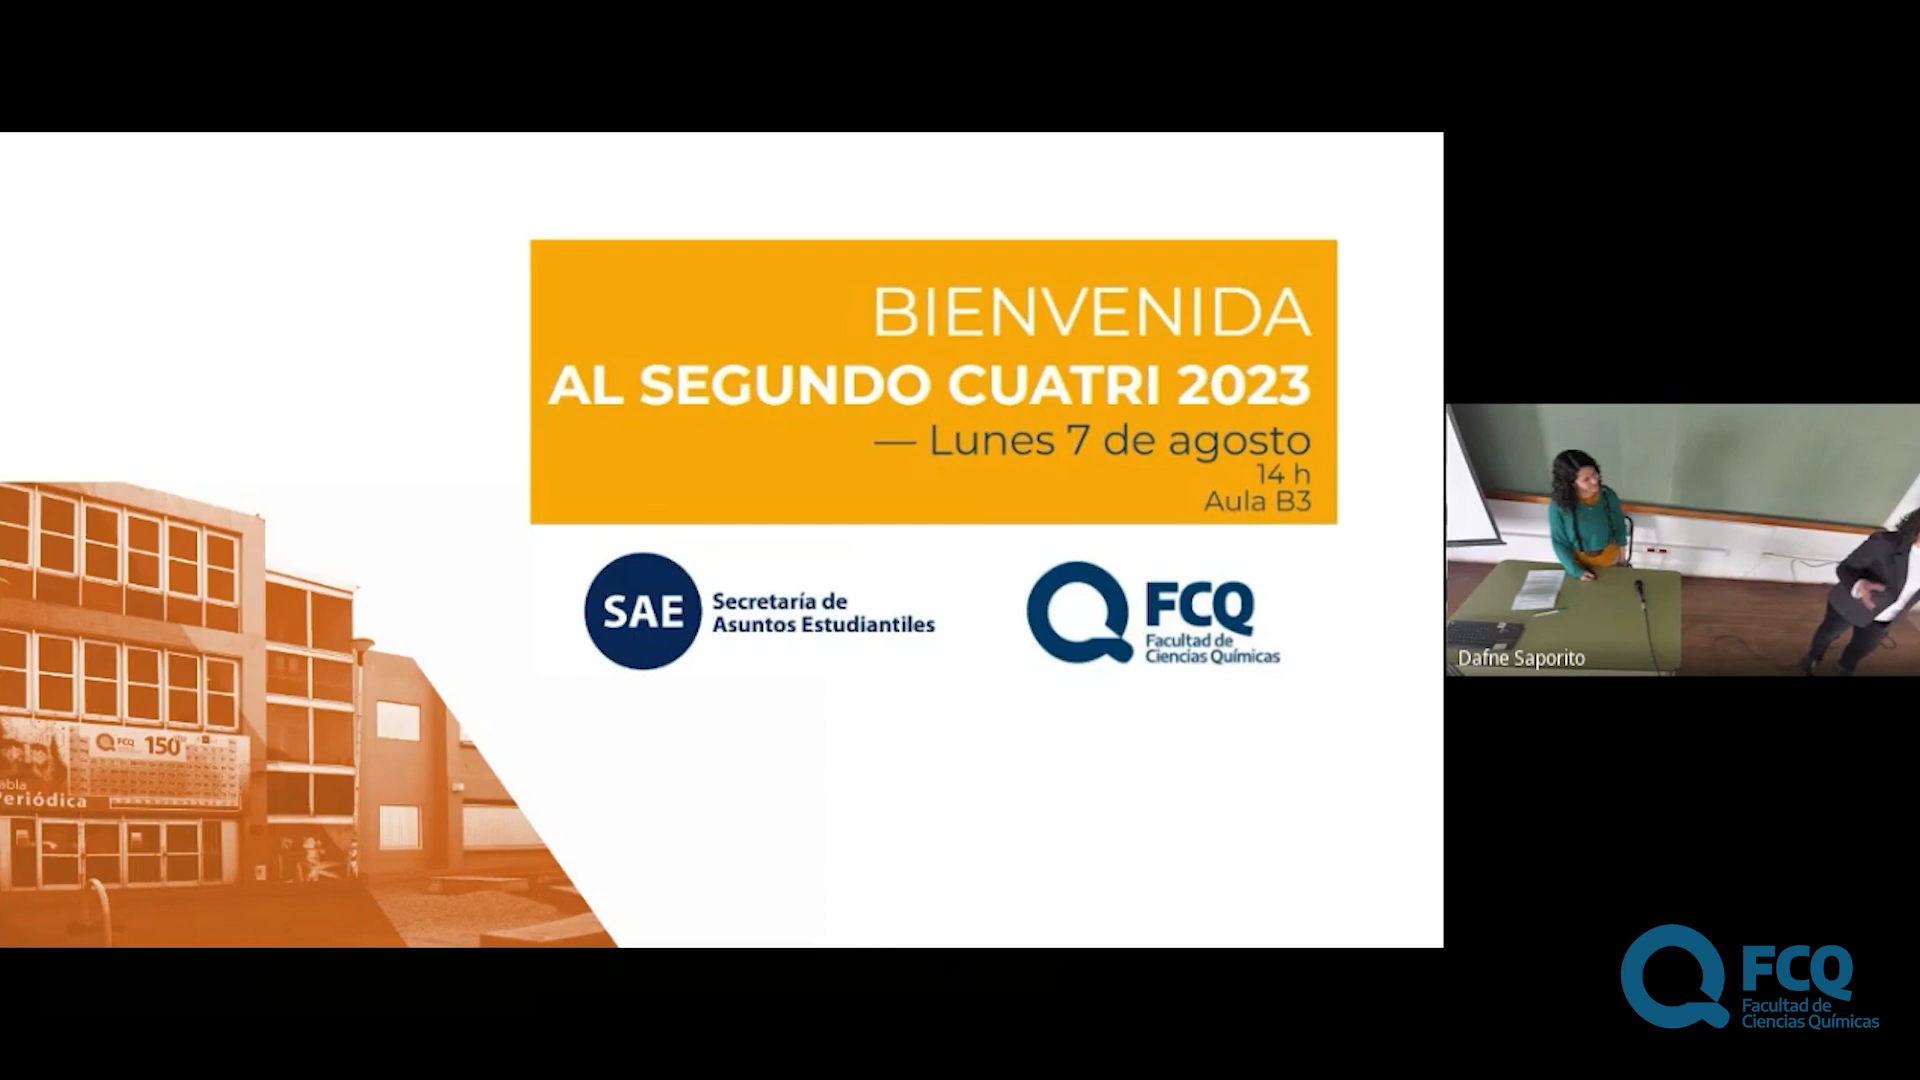 BIENVENIDA
AL SEGUNDO CUATRI 2023
— Lunes 7 de agosto
14 h
Aula B3
SAE
Secretaría de
Asuntos Estudiantiles
FCQ
Facultad de
Ciencias Químicas
FCQ
150
Periódica
Dafne Saporito
FCQ
Facultad de
Ciencias Químicas